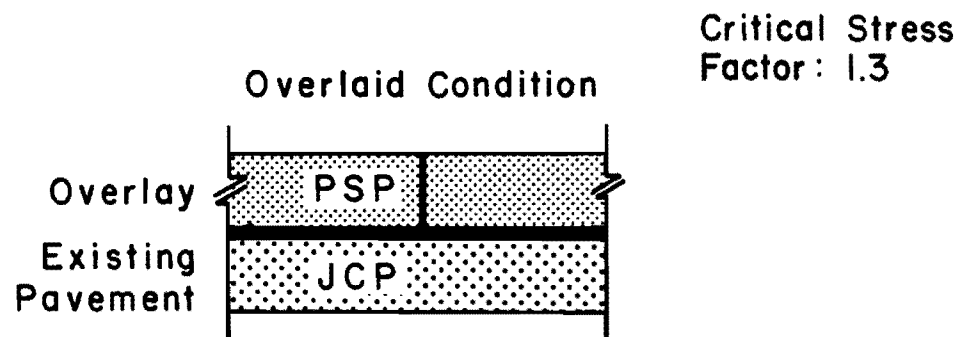 Critical Stress
Factor: 1.3
Overlaid Condition
Overlay
PSP
Existing
Pavement
JCP